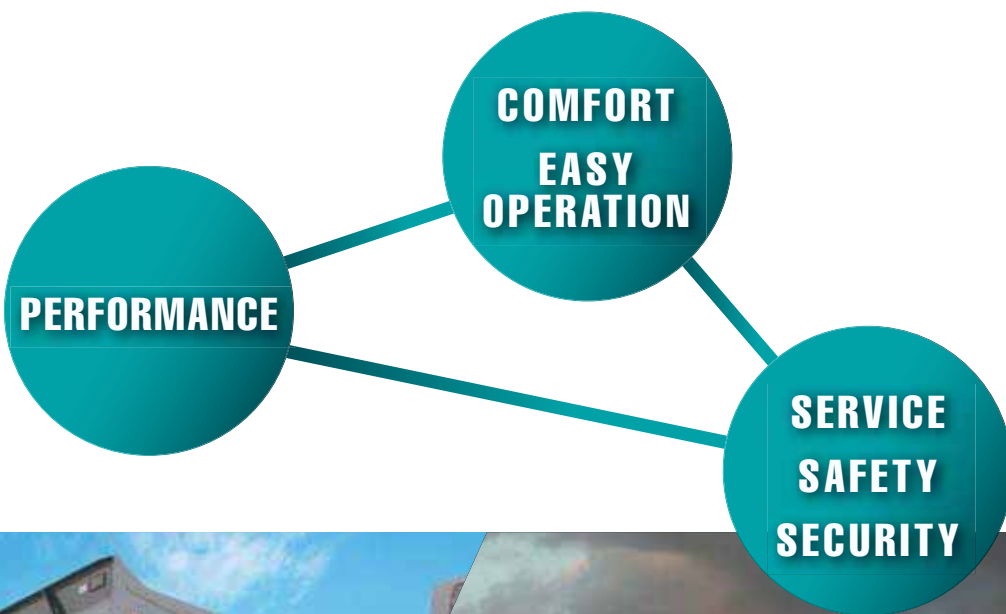 COMFORT
EASY
OPERATION
PERFORMANCE
SERVICE
SAFETY
SECURITY